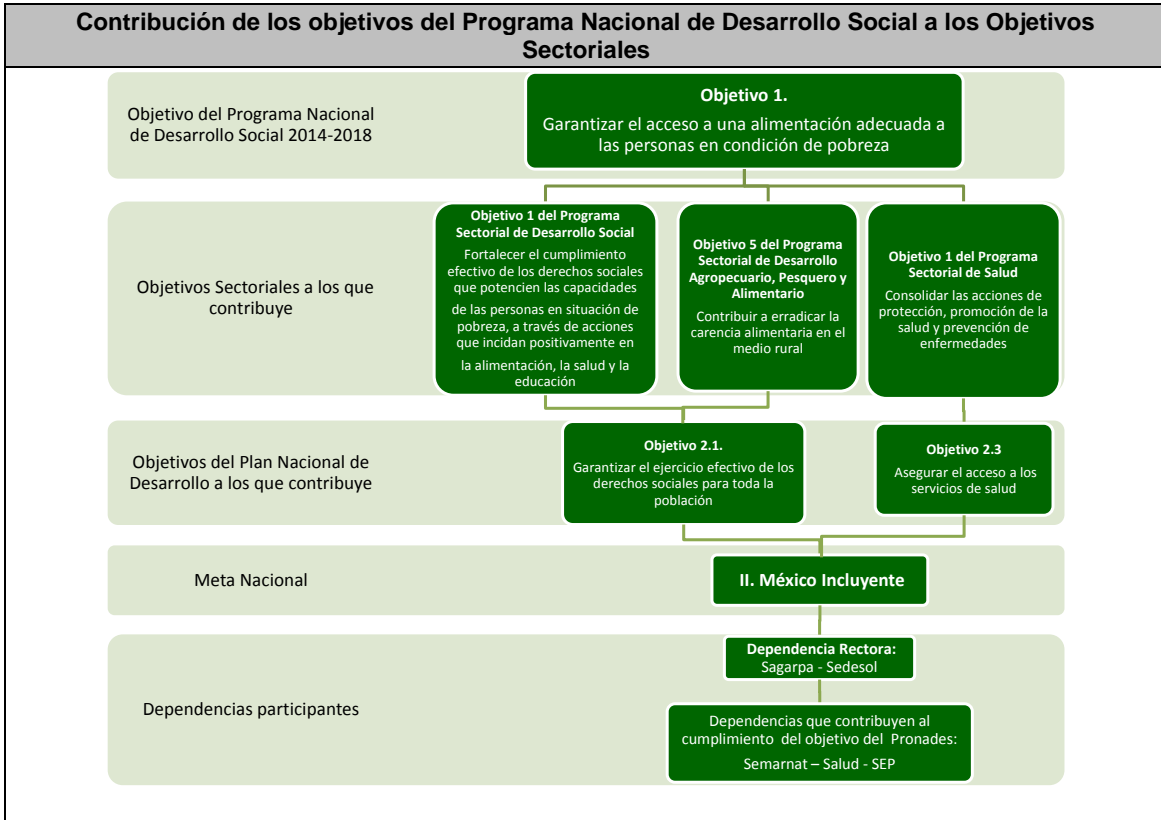 Contribución de los objetivos del Programa Nacional de Desarrollo Social a los Objetivos
Sectoriales
Objetivo del Programa Nacional
de Desarrollo Social 2014-2018
Objetivo 1.
Garantizar el acceso a una alimentación adecuada a
las personas en condición de pobreza
Objetivos Sectoriales a los que
contribuye
Objetivo 1 del Programa
Sectorial de Desarrollo Social
Fortalecer el cumplimiento
efectivo de los derechos sociales
que potencien las capacidades
de las personas en situación de
pobreza, a través de acciones
que incidan positivamente en
la alimentación, la salud y la
educación
Objetivo 5 del Programa
Sectorial de Desarrollo
Agropecuario, Pesquero y
Alimentario
Contribuir a erradicar la
carencia alimentaria en el
medio rural
Objetivo 1 del Programa
Sectorial de Salud
Consolidar las acciones de
protección, promoción de la
salud y prevención de
enfermedades
Objetivos del Plan Nacional de
Desarrollo a los que contribuye
Objetivo 2.1.
Garantizar el ejercicio efectivo de los
derechos sociales para toda la
población
Objetivo 2.3
Asegurar el acceso a los
servicios de salud
Meta Nacional
II. México Incluyente
Dependencias participantes
Dependencia Rectora:
Sagarpa - Sedesol
Dependencias que contribuyen al
cumplimiento del objetivo del Pronades:
Semarnat – Salud - SEP